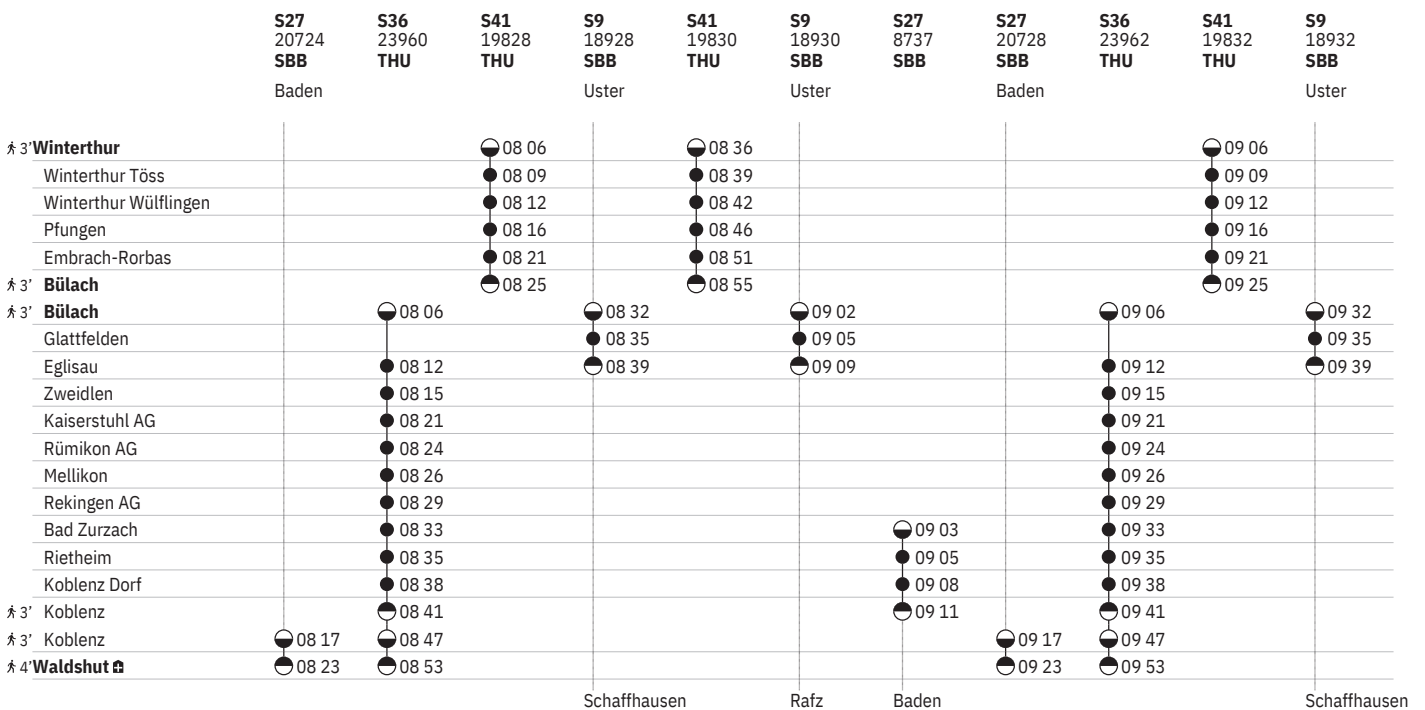 S27 S36 S41 S9 S41 S9 S27 S27 S36 S41 S9
20724 23960 19828 18928 19830 18930 8737 20728 23962 19832 18932
SBB THU THU SBB THU SBB SBB SBB THU THU SBB
Baden Uster Uster Baden Uster
3' Winterthur 08 06 08 36 09 06
Winterthur Töss 08 09 08 39 09 09
Winterthur Wülflingen 08 12 08 42 09 12
Pfungen 08 16 08 46 09 16
Embrach-Rorbas 08 21 08 51 09 21
3' Bülach 08 25 08 55 09 25
3' Bülach 08 06 08 32 09 02 09 06 09 32
Glattfelden 08 35 09 05 09 35
Eglisau 08 12 08 39 09 09 09 12 09 39
Zweidlen 08 15 09 15
Kaiserstuhl AG 08 21 09 21
Rümikon AG 08 24 09 24
Mellikon 08 26 09 26
Rekingen AG 08 29 09 29
Bad Zurzach 08 33 09 03 09 33
Rietheim 08 35 09 05 09 35
Koblenz Dorf 08 38 09 08 09 38
3' Koblenz 08 41 09 11 09 41
3' Koblenz 08 17 08 47 09 17 09 47
4' Waldshut 08 23 08 53 09 23 09 53
Schaffhausen Rafz Baden Schaffhausen